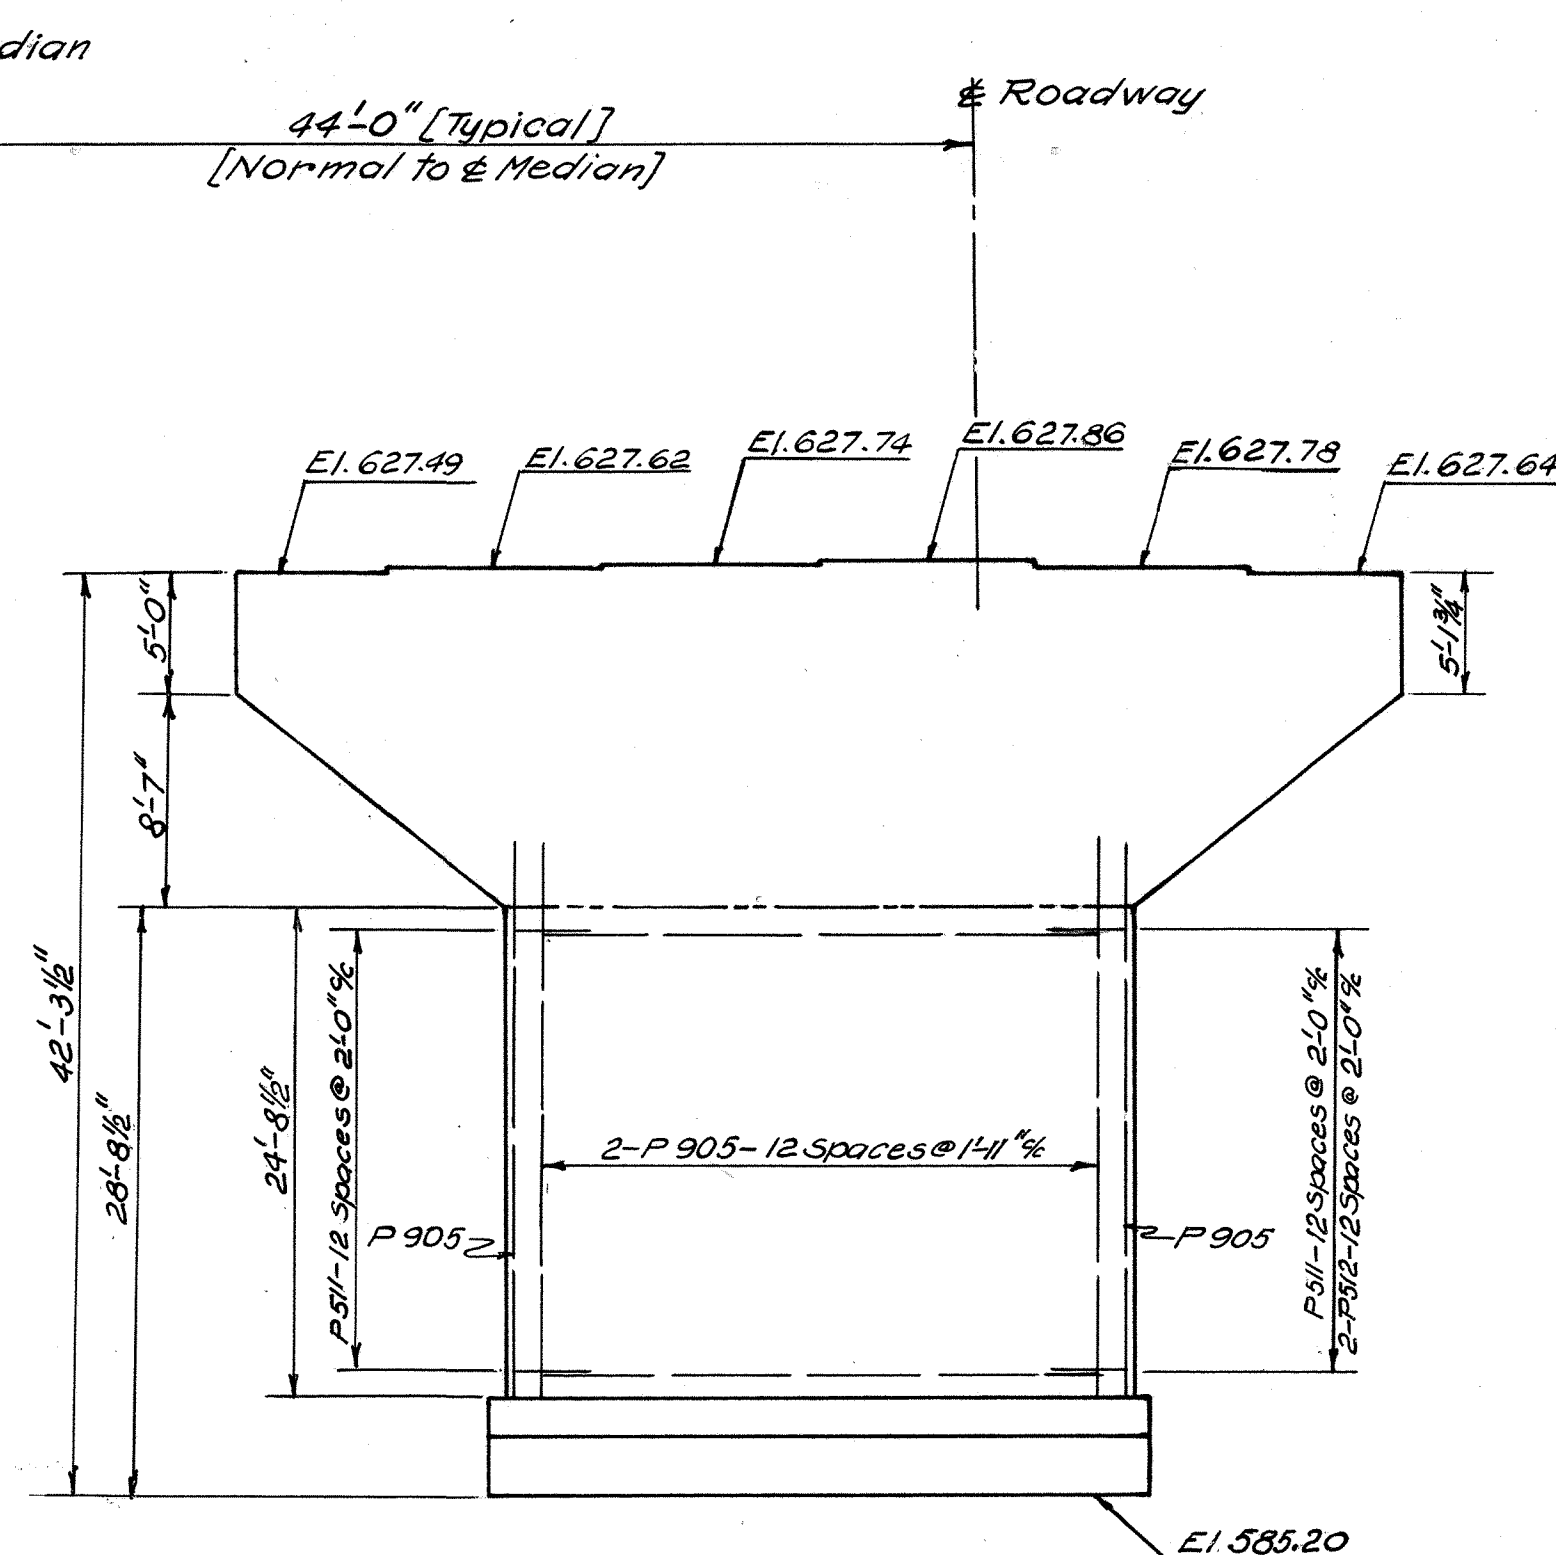 dian
℄ Roadway
44'-0" [Typical]
[Normal to ℄ Median]
El. 627.49
El. 627.62
El. 627.74
El. 627.86
El. 627.78
El. 627.64
5'-0"
5'-1¾"
8'-7"
42'-3½"
28'-8½"
24'-8½"
P511-12 Spaces @ 2'-0" c/c
2-P 905-12 Spaces @ 1'-11" c/c
P511-12 Spaces @ 2'-0" c/c
2-P512-12 Spaces @ 2'-0" c/c
P 905
P 905
El. 585.20